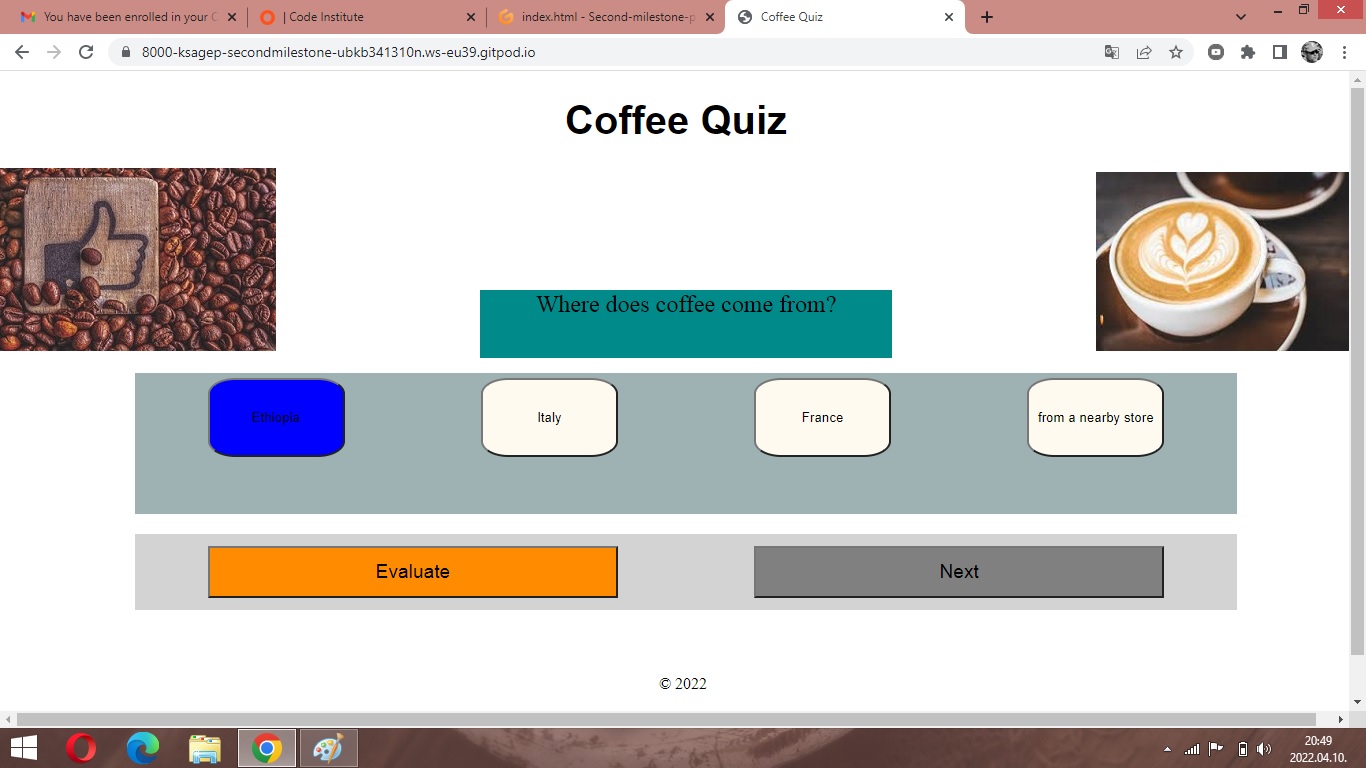 You have been enrolled in your C
| Code Institute
index.html - Second-milestone-p
Coffee Quiz
8000-ksagep-secondmilestone-ubkb341310n.ws-eu39.gitpod.io
Coffee Quiz
Where does coffee come from?
Ethiopia
Italy
France
from a nearby store
Evaluate
Next
© 2022
20:49
2022.04.10.